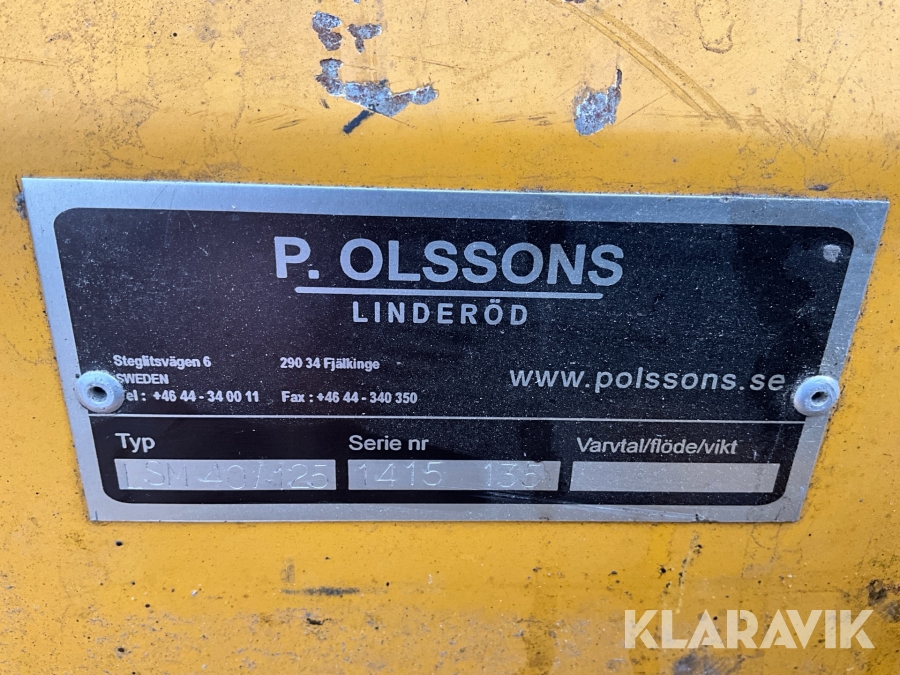 P. OLSSONS
LINDERÖD
Steglitsvägen 6 290 34 Fjälkinge
SWEDEN
Tel : +46 44 - 34 00 11 Fax : +46 44 - 340 350
www.polssons.se
Typ Serie nr Varvtal/flöde/vikt
LSM 40/125 1415 135
KLARAVIK